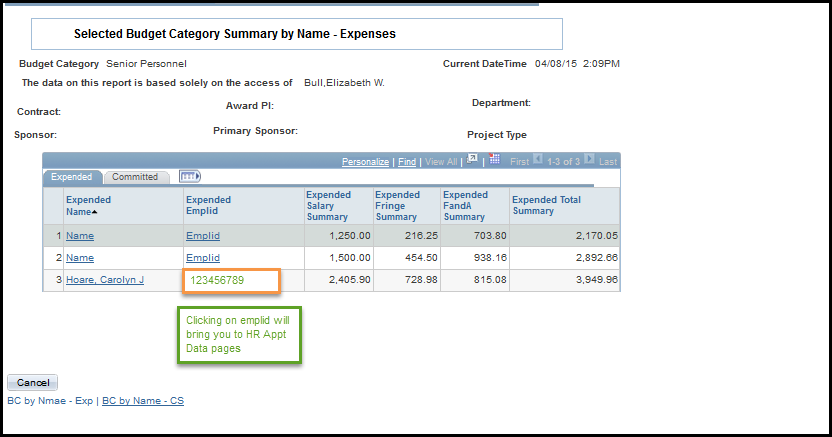 Selected Budget Category Summary by Name - Expenses
Budget Category Senior Personnel Current DateTime 04/08/15 2:09PM
The data on this report is based solely on the access of Bull,Elizabeth W.
Contract: Award PI: Department:
Sponsor: Primary Sponsor: Project Type
Personalize | Find | View All | | First 1-3 of 3 Last
Expended Committed
Expended Name Expended Emplid Expended Salary Summary Expended Fringe Summary Expended FandA Summary Expended Total Summary
1 Name Emplid 1,250.00 216.25 703.80 2,170.05
2 Name Emplid 1,500.00 454.50 938.16 2,892.66
3 Hoare, Carolyn J 123456789 2,405.90 728.98 815.08 3,949.96
Clicking on emplid will
bring you to HR Appt
Data pages
Cancel
BC by Nmae - Exp | BC by Name - CS